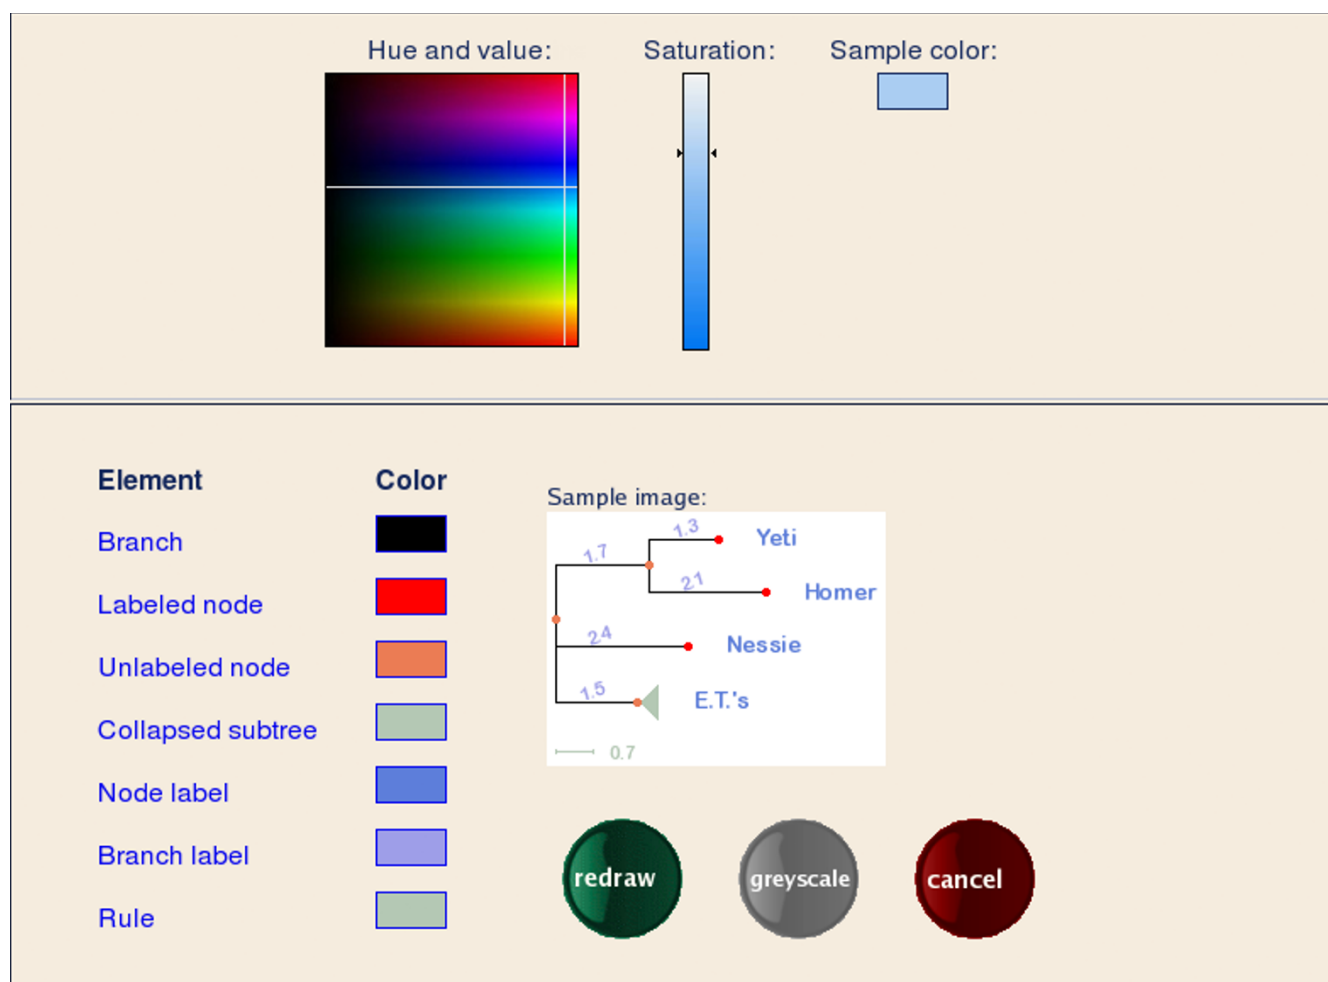 Hue and value:
Saturation:
Sample color:
Element
Color
Branch
Labeled node
Unlabeled node
Collapsed subtree
Node label
Branch label
Rule
Sample image:
1.3
Yeti
1.7
2.1
Homer
2.4
Nessie
1.5
E.T.'s
0.7
redraw
greyscale
cancel